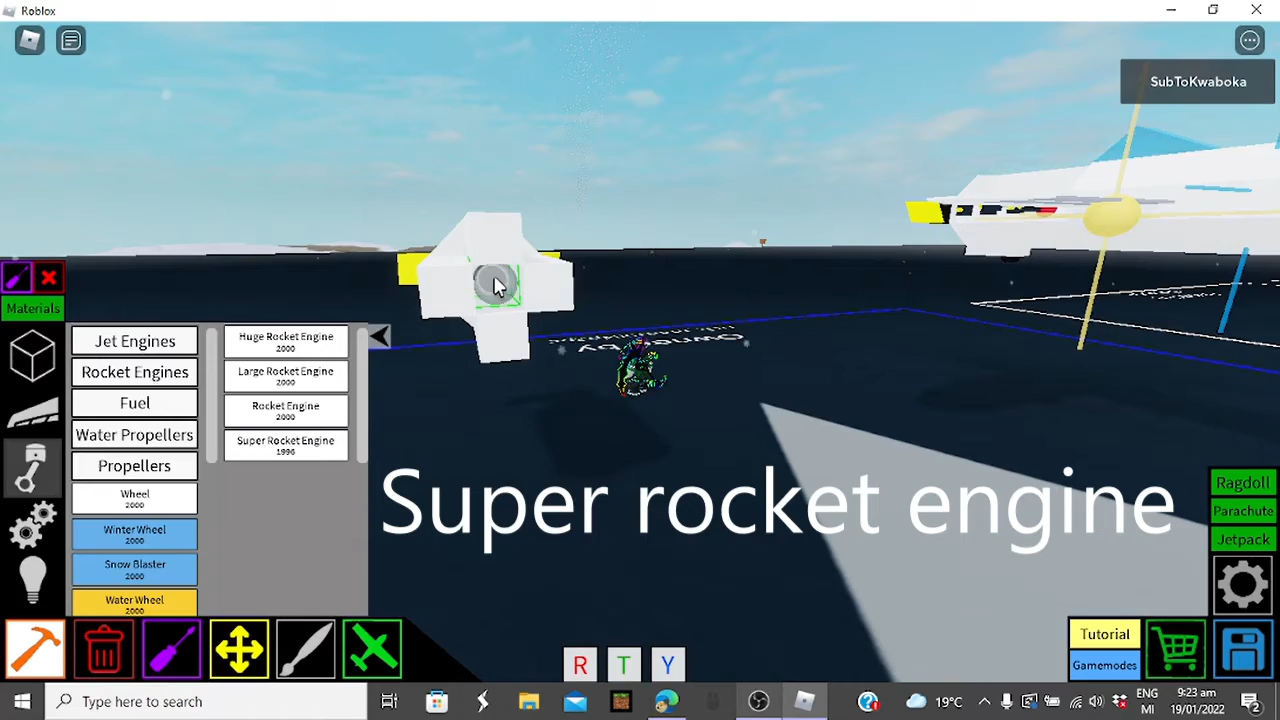 Roblox
SubToKwaboka
Materials
Jet Engines
Rocket Engines
Fuel
Water Propellers
Propellers
Wheel
2000
Winter Wheel
2000
Snow Blaster
2000
Water Wheel
2000
Huge Rocket Engine
2000
Large Rocket Engine
2000
Rocket Engine
2000
Super Rocket Engine
1996
Owned by
Super rocket engine
Ragdoll
Parachute
Jetpack
Tutorial
Gamemodes
R T Y
Type here to search
19°C
ENG
MI
9:23 am
19/01/2022
2